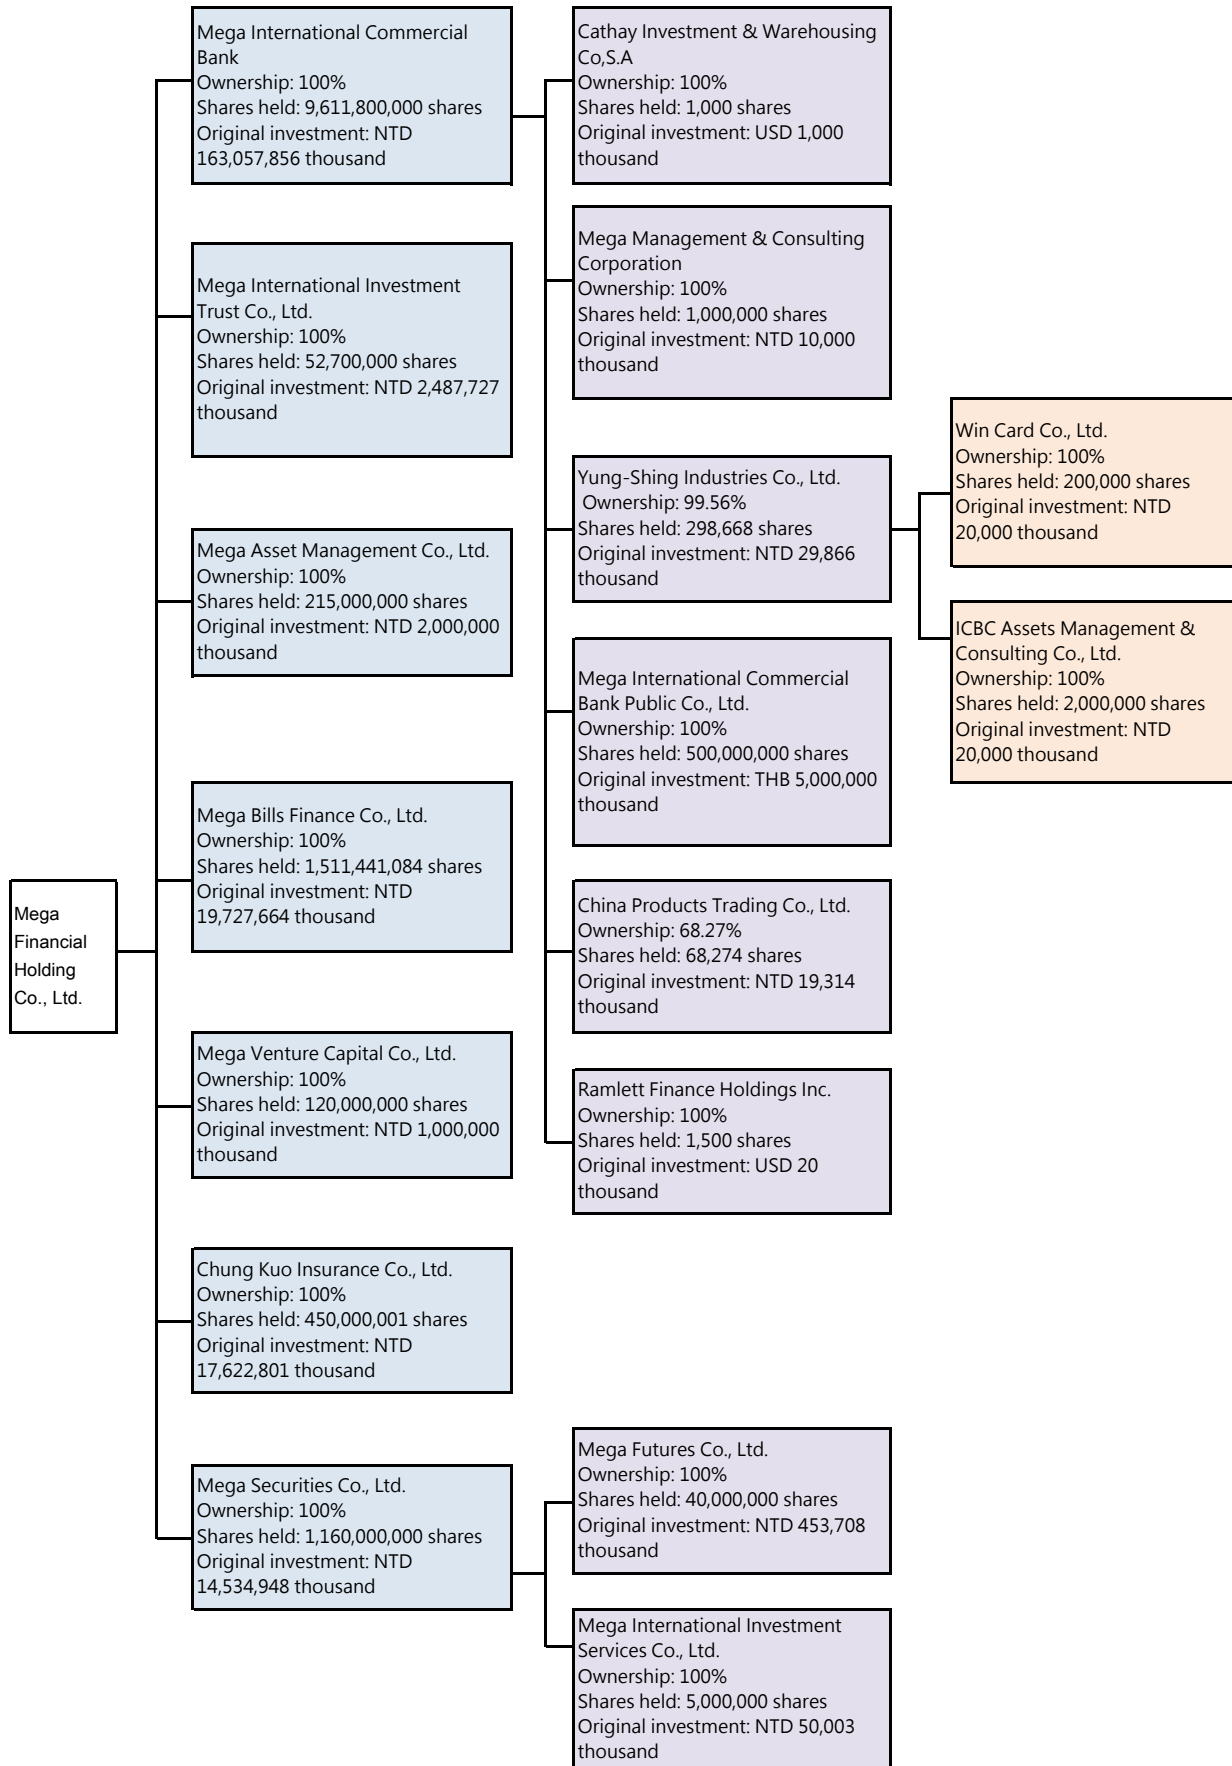 Mega
Financial
Holding
Co., Ltd.
Mega International Commercial
Bank
Ownership: 100%
Shares held: 9,611,800,000 shares
Original investment: NTD
163,057,856 thousand
Mega International Investment
Trust Co., Ltd.
Ownership: 100%
Shares held: 52,700,000 shares
Original investment: NTD 2,487,727
thousand
Mega Asset Management Co., Ltd.
Ownership: 100%
Shares held: 215,000,000 shares
Original investment: NTD 2,000,000
thousand
Mega Bills Finance Co., Ltd.
Ownership: 100%
Shares held: 1,511,441,084 shares
Original investment: NTD
19,727,664 thousand
Mega Venture Capital Co., Ltd.
Ownership: 100%
Shares held: 120,000,000 shares
Original investment: NTD 1,000,000
thousand
Chung Kuo Insurance Co., Ltd.
Ownership: 100%
Shares held: 450,000,001 shares
Original investment: NTD
17,622,801 thousand
Mega Securities Co., Ltd.
Ownership: 100%
Shares held: 1,160,000,000 shares
Original investment: NTD
14,534,948 thousand
Cathay Investment & Warehousing
Co,S.A
Ownership: 100%
Shares held: 1,000 shares
Original investment: USD 1,000
thousand
Mega Management & Consulting
Corporation
Ownership: 100%
Shares held: 1,000,000 shares
Original investment: NTD 10,000
thousand
Yung-Shing Industries Co., Ltd.
Ownership: 99.56%
Shares held: 298,668 shares
Original investment: NTD 29,866
thousand
Mega International Commercial
Bank Public Co., Ltd.
Ownership: 100%
Shares held: 500,000,000 shares
Original investment: THB 5,000,000
thousand
China Products Trading Co., Ltd.
Ownership: 68.27%
Shares held: 68,274 shares
Original investment: NTD 19,314
thousand
Ramlett Finance Holdings Inc.
Ownership: 100%
Shares held: 1,500 shares
Original investment: USD 20
thousand
Mega Futures Co., Ltd.
Ownership: 100%
Shares held: 40,000,000 shares
Original investment: NTD 453,708
thousand
Mega International Investment
Services Co., Ltd.
Ownership: 100%
Shares held: 5,000,000 shares
Original investment: NTD 50,003
thousand
Win Card Co., Ltd.
Ownership: 100%
Shares held: 200,000 shares
Original investment: NTD
20,000 thousand
ICBC Assets Management &
Consulting Co., Ltd.
Ownership: 100%
Shares held: 2,000,000 shares
Original investment: NTD
20,000 thousand